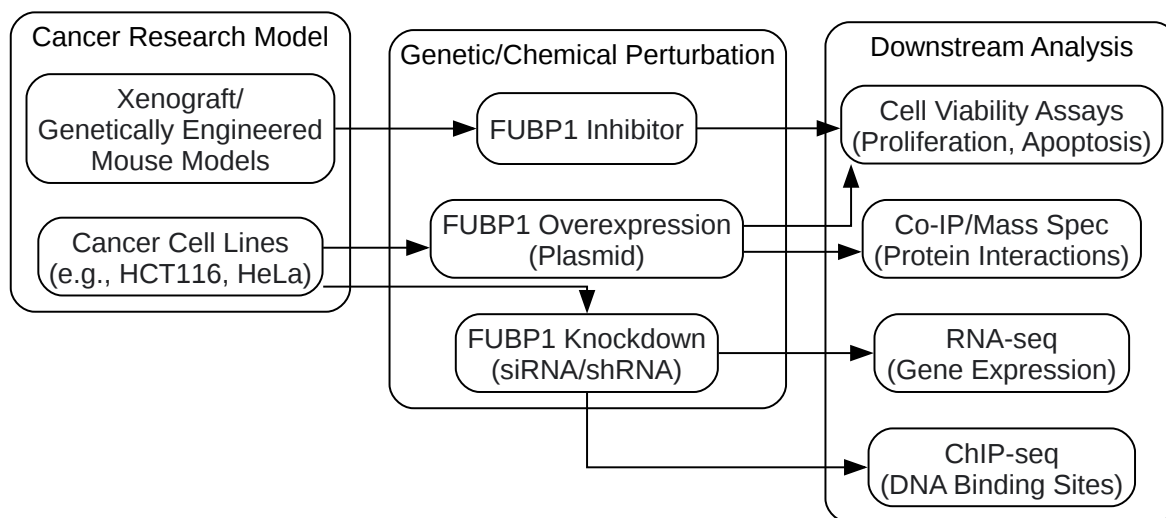 Cancer Research Model
Xenograft/
Genetically Engineered
Mouse Models
Cancer Cell Lines
(e.g., HCT116, HeLa)
Genetic/Chemical Perturbation
FUBP1 Inhibitor
FUBP1 Overexpression
(Plasmid)
FUBP1 Knockdown
(siRNA/shRNA)
Downstream Analysis
Cell Viability Assays
(Proliferation, Apoptosis)
Co-IP/Mass Spec
(Protein Interactions)
RNA-seq
(Gene Expression)
ChIP-seq
(DNA Binding Sites)